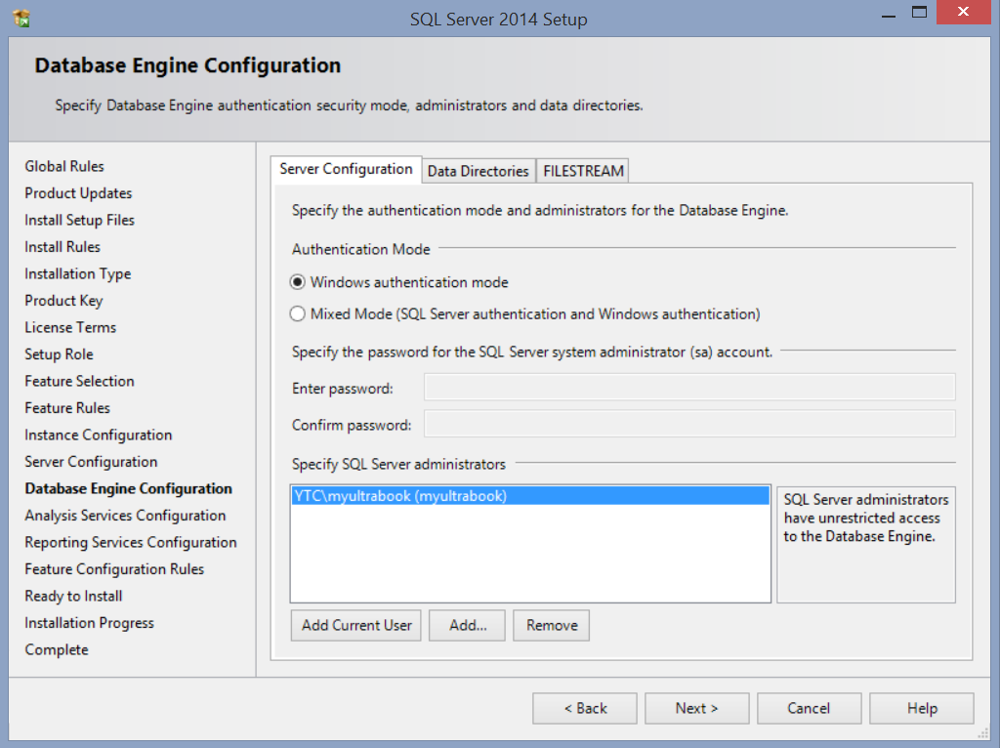 SQL Server 2014 Setup
Database Engine Configuration
Specify Database Engine authentication security mode, administrators and data directories.
Global Rules
Product Updates
Install Setup Files
Install Rules
Installation Type
Product Key
License Terms
Setup Role
Feature Selection
Feature Rules
Instance Configuration
Server Configuration
Database Engine Configuration
Analysis Services Configuration
Reporting Services Configuration
Feature Configuration Rules
Ready to Install
Installation Progress
Complete
Server Configuration Data Directories FILESTREAM
Specify the authentication mode and administrators for the Database Engine.
Authentication Mode
Windows authentication mode
Mixed Mode (SQL Server authentication and Windows authentication)
Specify the password for the SQL Server system administrator (sa) account.
Enter password:
Confirm password:
Specify SQL Server administrators
YTC\myultrabook (myultrabook)
SQL Server administrators
have unrestricted access
to the Database Engine.
Add Current User Add... Remove
< Back Next > Cancel Help